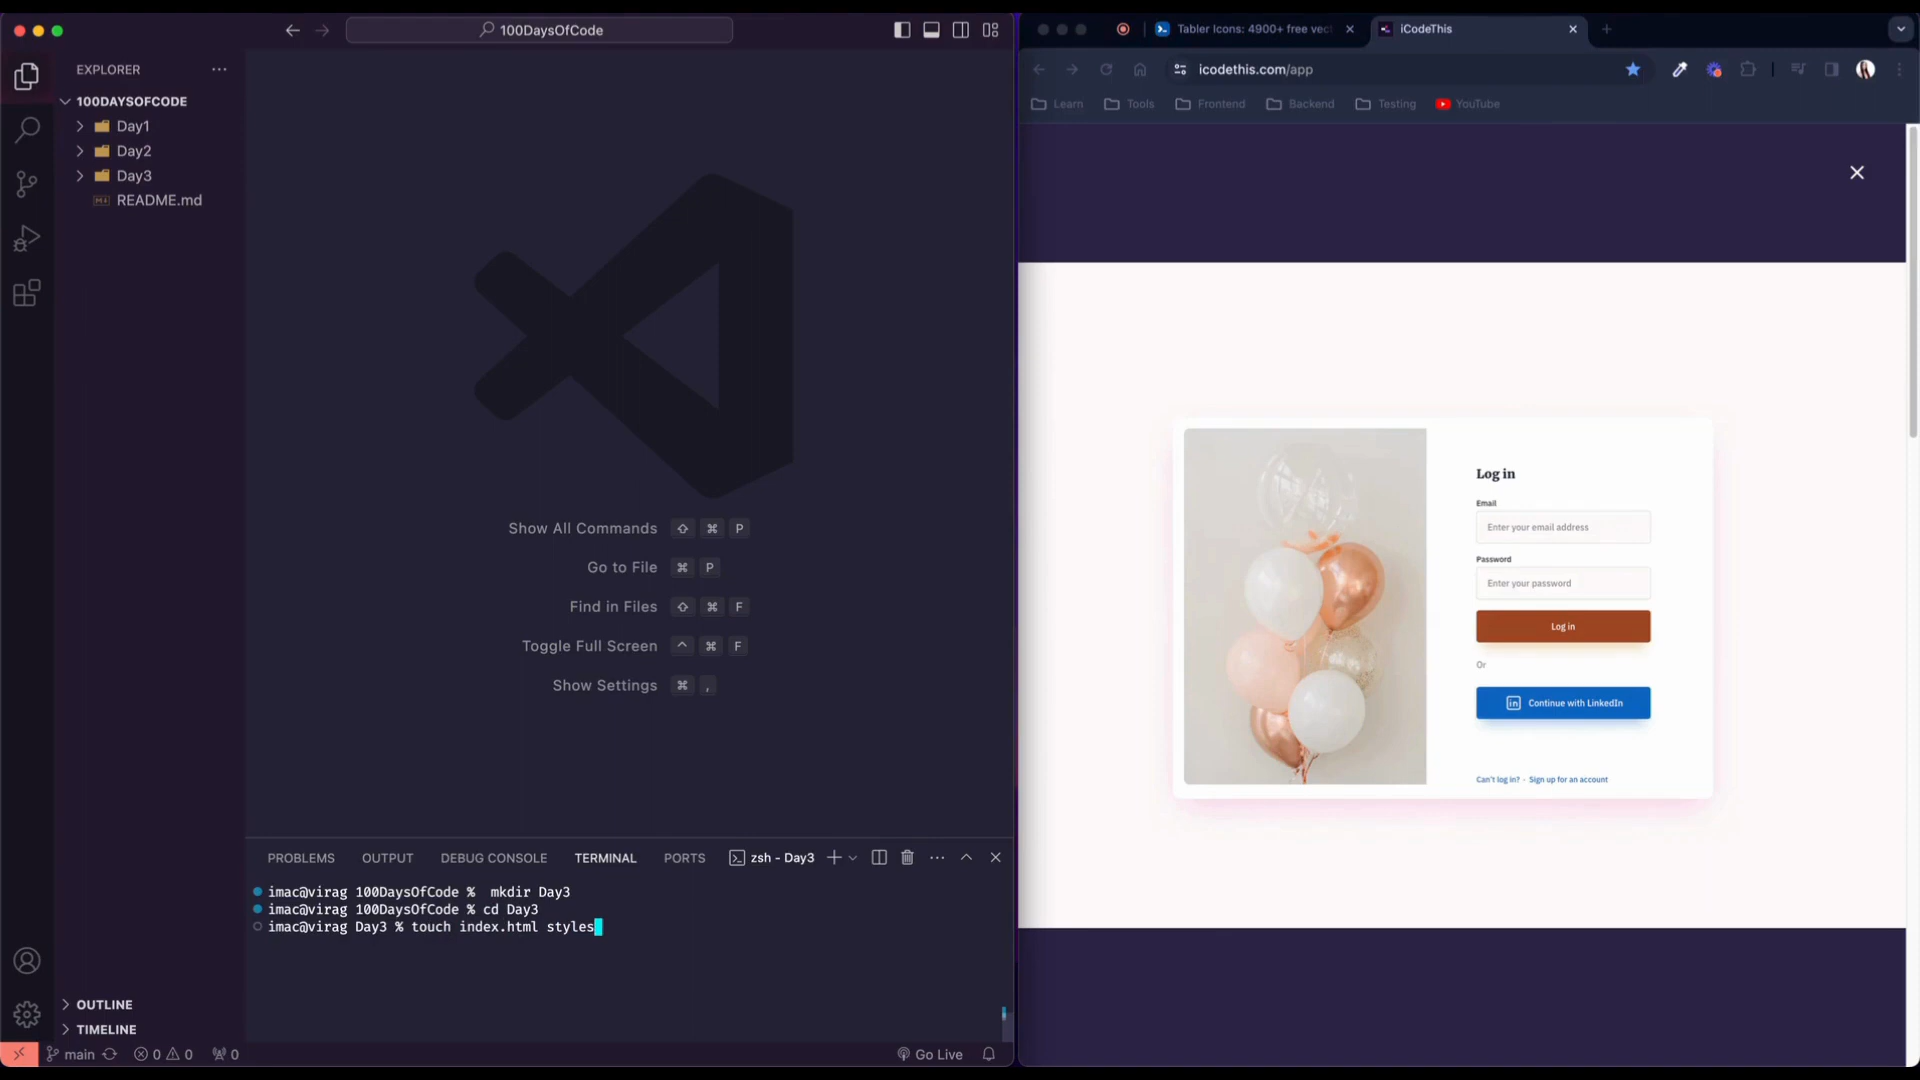 100DaysOfCode
EXPLORER
100DAYSOFCODE
Day1
Day2
Day3
README.md
Show All Commands ⇧ ⌘ P
Go to File ⌘ P
Find in Files ⇧ ⌘ F
Toggle Full Screen ^ ⌘ F
Show Settings ⌘ ,
PROBLEMS OUTPUT DEBUG CONSOLE TERMINAL PORTS zsh - Day3
imac@virag 100DaysOfCode %  mkdir Day3
imac@virag 100DaysOfCode % cd Day3
imac@virag Day3 % touch index.html styles
OUTLINE
TIMELINE
main 0 0 0 Go Live
Tabler Icons: 4900+ free vect iCodeThis
icodethis.com/app
Learn Tools Frontend Backend Testing YouTube
Log in
Email
Enter your email address
Password
Enter your password
Log in
Or
in Continue with LinkedIn
Can't log in? - Sign up for an account